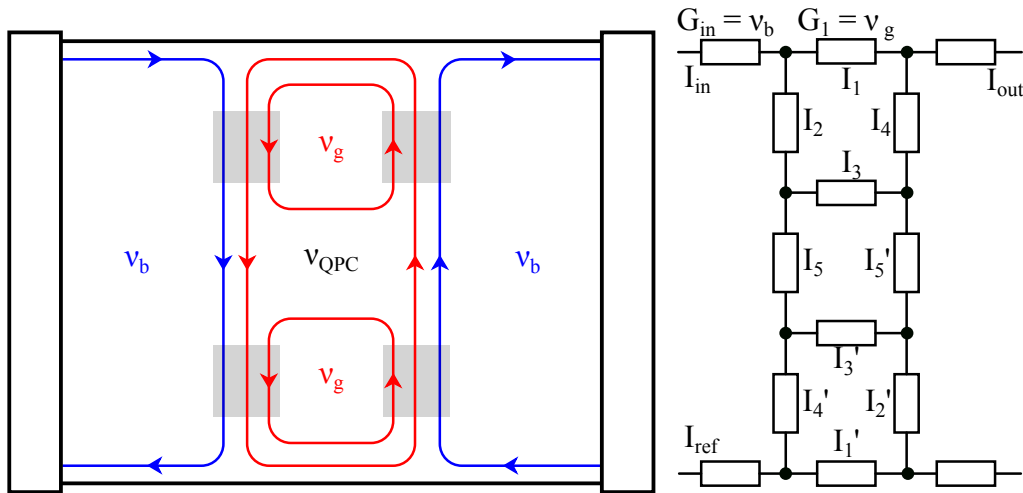 ν_b
ν_g
ν_QPC
ν_g
ν_b
G_in = ν_b
G_1 = ν_g
I_in
I_1
I_out
I_2
I_4
I_3
I_5
I_5'
I_3'
I_4'
I_2'
I_ref
I_1'